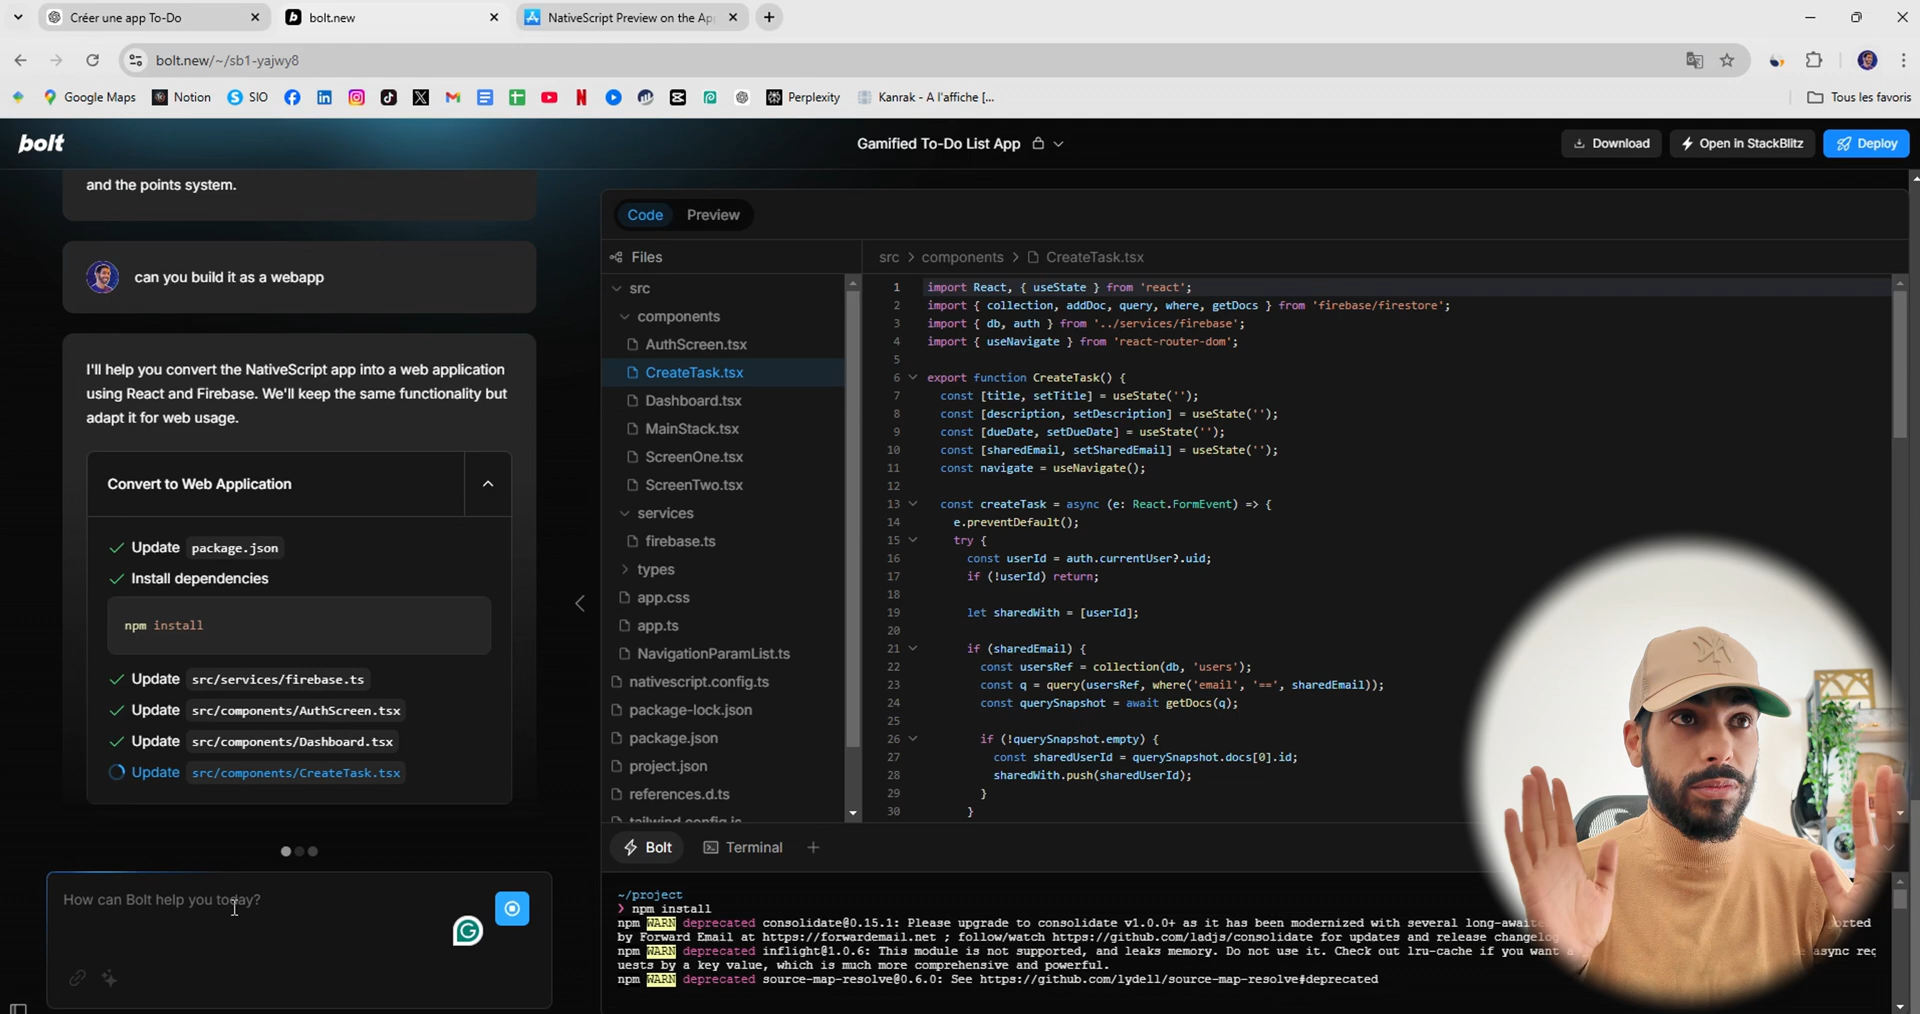 Créer une app To-Do
bolt.new
NativeScript Preview on the Ap
bolt.new/~/sb1-yajwy8
Google Maps
Notion
SIO
Perplexity
Kanrak - A l'affiche [...
Tous les favoris
bolt
Gamified To-Do List App
Download
Open in StackBlitz
Deploy
and the points system.
can you build it as a webapp
I'll help you convert the NativeScript app into a web application
using React and Firebase. We'll keep the same functionality but
adapt it for web usage.
Convert to Web Application
Update package.json
Install dependencies
npm install
Update src/services/firebase.ts
Update src/components/AuthScreen.tsx
Update src/components/Dashboard.tsx
Update src/components/CreateTask.tsx
How can Bolt help you today?
Code
Preview
Files
src
components
AuthScreen.tsx
CreateTask.tsx
Dashboard.tsx
MainStack.tsx
ScreenOne.tsx
ScreenTwo.tsx
services
firebase.ts
types
app.css
app.ts
NavigationParamList.ts
nativescript.config.ts
package-lock.json
package.json
project.json
references.d.ts
tailwind.config.js
src > components > CreateTask.tsx
1 import React, { useState } from 'react';
2 import { collection, addDoc, query, where, getDocs } from 'firebase/firestore';
3 import { db, auth } from '../services/firebase';
4 import { useNavigate } from 'react-router-dom';
5
6 export function CreateTask() {
7 const [title, setTitle] = useState('');
8 const [description, setDescription] = useState('');
9 const [dueDate, setDueDate] = useState('');
10 const [sharedEmail, setSharedEmail] = useState('');
11 const navigate = useNavigate();
12
13 const createTask = async (e: React.FormEvent) => {
14 e.preventDefault();
15 try {
16 const userId = auth.currentUser?.uid;
17 if (!userId) return;
18
19 let sharedWith = [userId];
20
21 if (sharedEmail) {
22 const usersRef = collection(db, 'users');
23 const q = query(usersRef, where('email', '==', sharedEmail));
24 const querySnapshot = await getDocs(q);
25
26 if (!querySnapshot.empty) {
27 const sharedUserId = querySnapshot.docs[0].id;
28 sharedWith.push(sharedUserId);
29 }
30 }
Bolt
Terminal
~/project
❯ npm install
npm WARN deprecated consolidate@0.15.1: Please upgrade to consolidate v1.0.0+ as it has been modernized with several long-await orted
by Forward Email at https://forwardemail.net ; follow/watch https://github.com/ladjs/consolidate for updates and release changelog
npm WARN deprecated inflight@1.0.6: This module is not supported, and leaks memory. Do not use it. Check out lru-cache if you want a async req
uests by a key value, which is much more comprehensive and powerful.
npm WARN deprecated source-map-resolve@0.6.0: See https://github.com/lydell/source-map-resolve#deprecated